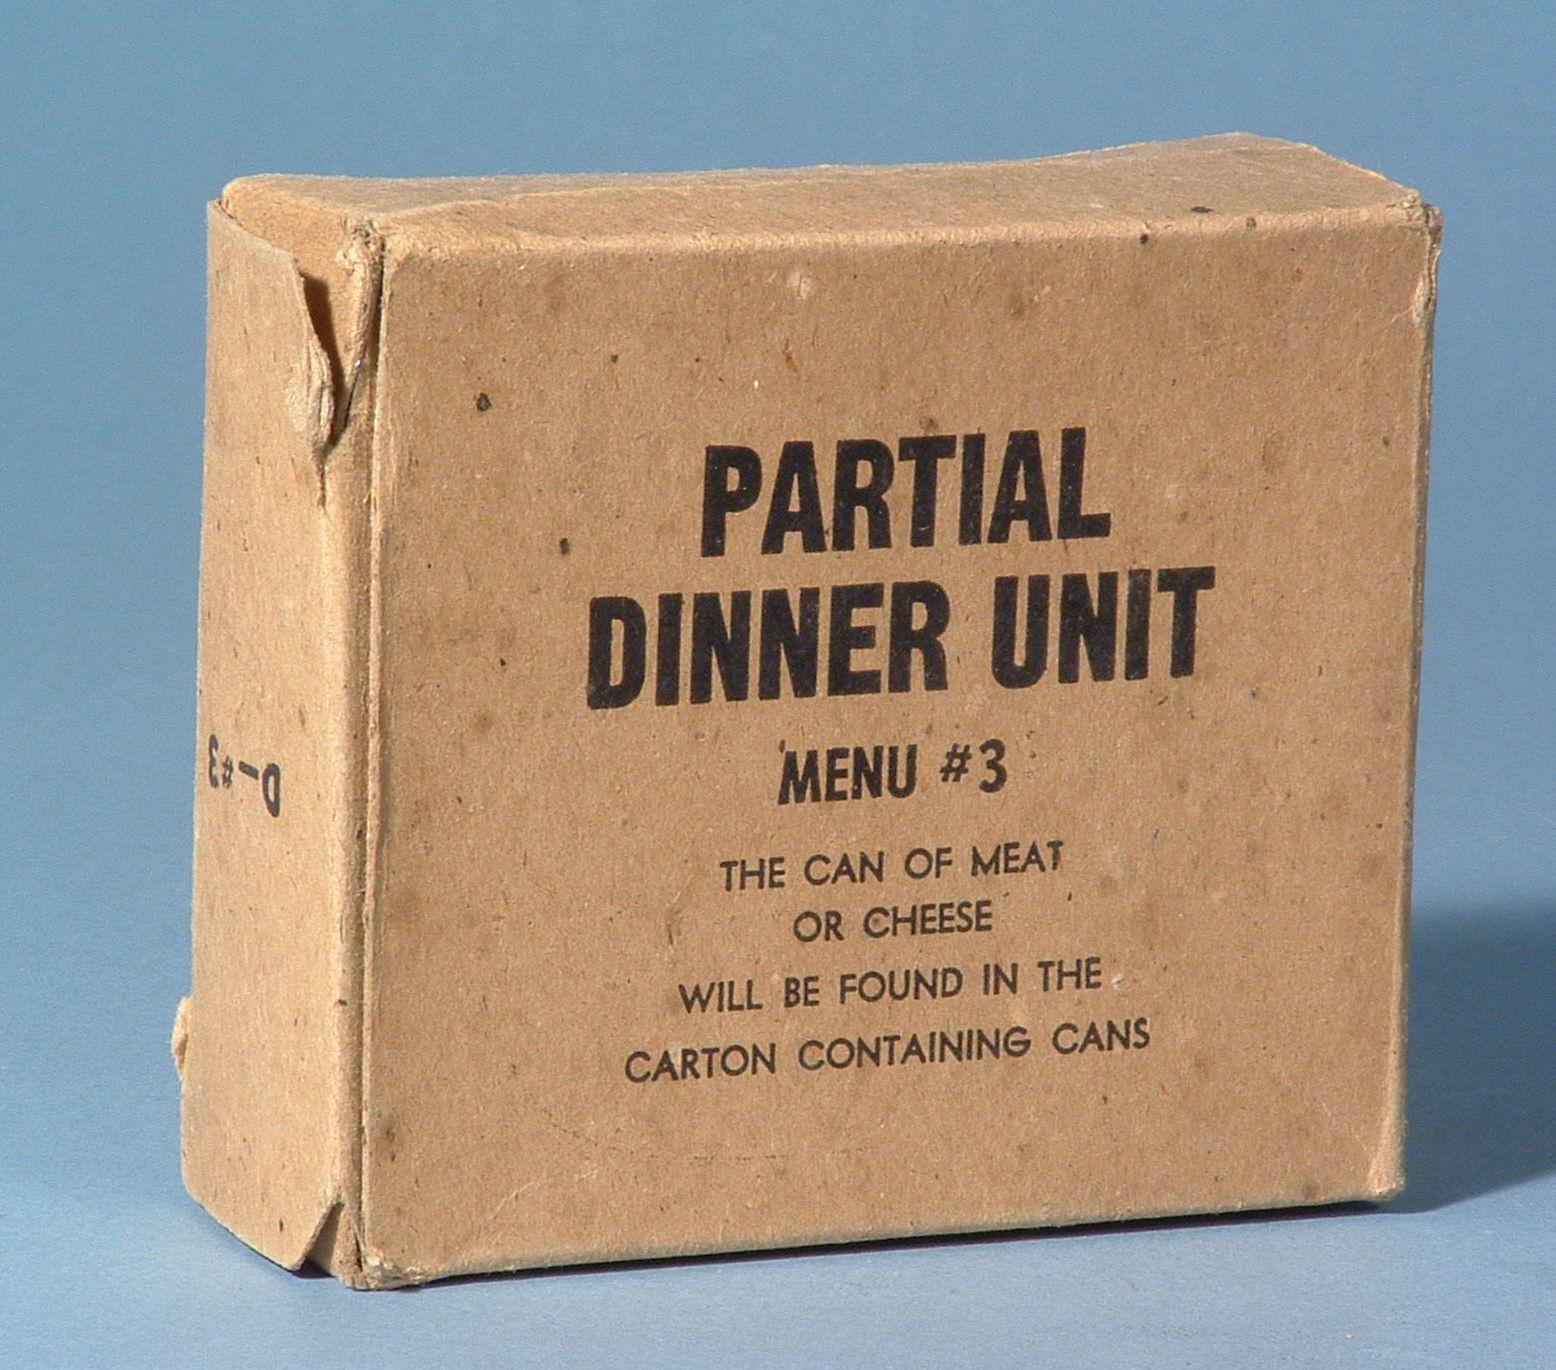 PARTIAL
DINNER UNIT
MENU #3
THE CAN OF MEAT
OR CHEESE
WILL BE FOUND IN THE
CARTON CONTAINING CANS
D-#3